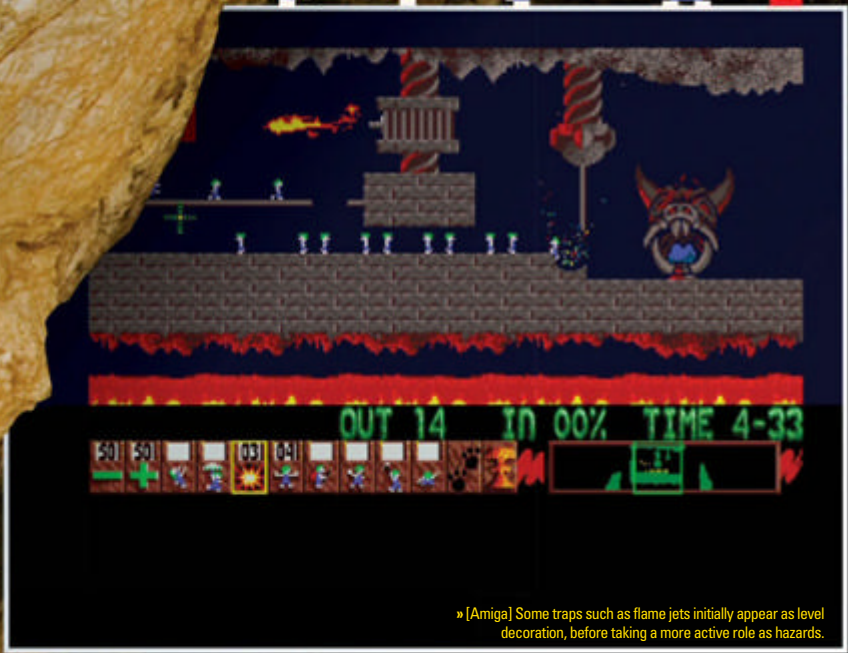 OUT 14 IN 00% TIME 4-33
50 50 03 04
» [Amiga] Some traps such as flame jets initially appear as level
decoration, before taking a more active role as hazards.